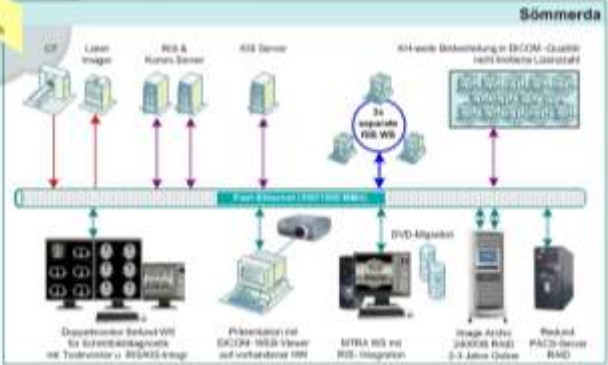 Sömmerda
CT
Laser
Imager
RIS &
Komm Server
KIS Server
KH-weite Bildverteilung in DICOM -Qualität
nicht limitierte Lizenzzahl
3x
separate
RIS WS
Fast Ethernet (100/1000 MBit)
DVD-Migration
Doppelmonitor Befund-WS
für Schnittbilddiagnostik
mit Textmonitor u. RIS/KIS-Integr.
Präsentation mit
DICOM- WEB-Viewer
auf vorhandener HW
MTRA WS mit
RIS- Integration
Image Archiv
RAID
2-3 Jahre Online
Redund.
PACS-Server
RAID